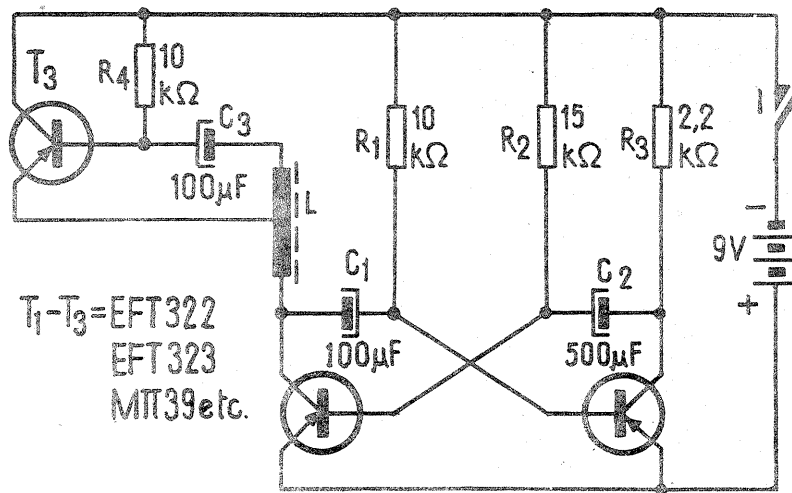 T3
R4
10
kΩ
C3
100μF
L
R1
10
kΩ
R2
15
kΩ
R3
2,2
kΩ
I
−
9V
+
C1
100μF
C2
500μF
T1-T3=EFT322
EFT323
МП39etc.